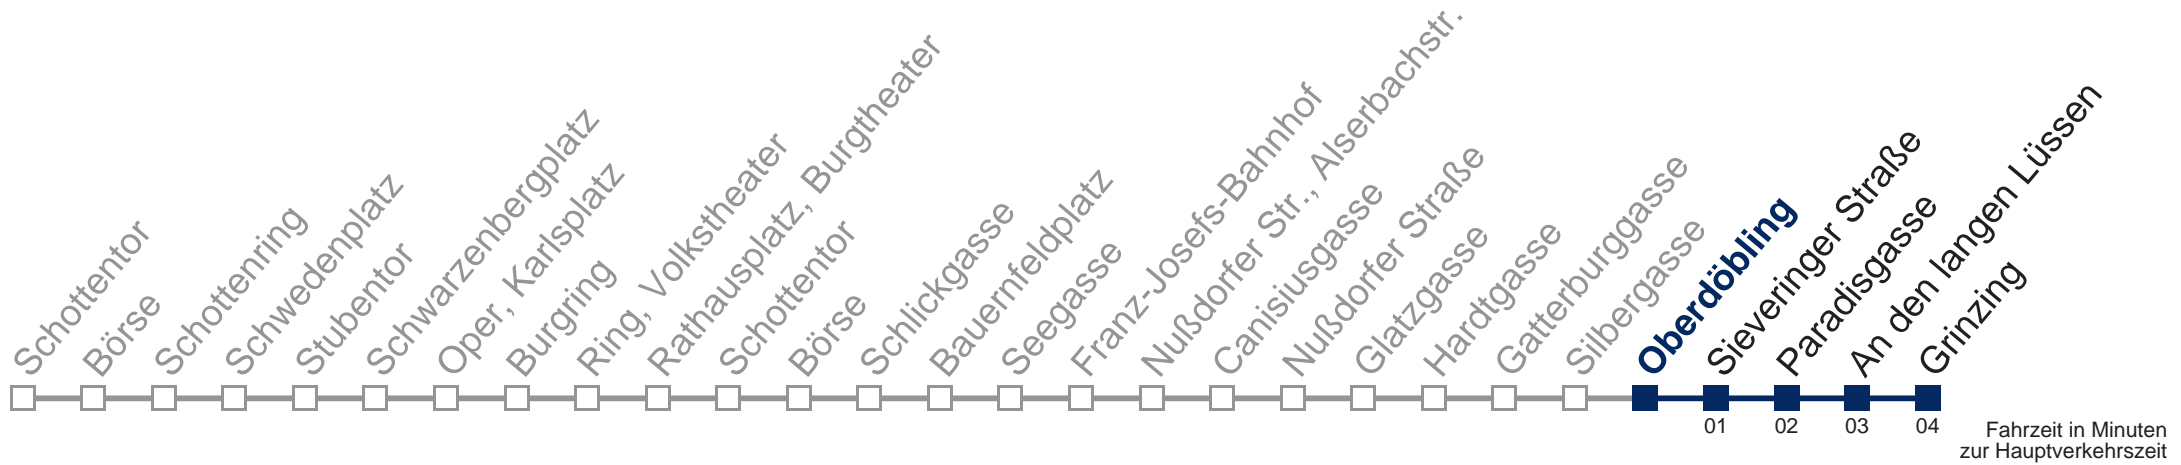 Schottentor
Börse
Schottenring
Schwedenplatz
Stubentor
Schwarzenbergplatz
Oper, Karlsplatz
Burgring
Ring, Volkstheater
Rathausplatz, Burgtheater
Schottentor
Börse
Schlickgasse
Bauernfeldplatz
Seegasse
Franz-Josefs-Bahnhof
Nußdorfer Str., Alserbachstr.
Canisiusgasse
Nußdorfer Straße
Glatzgasse
Hardtgasse
Gatterburggasse
Silbergasse
Oberdöbling
Sieveringer Straße
Paradisgasse
An den langen Lüssen
Grinzing
01 02 03 04
Fahrzeit in Minuten
zur Hauptverkehrszeit